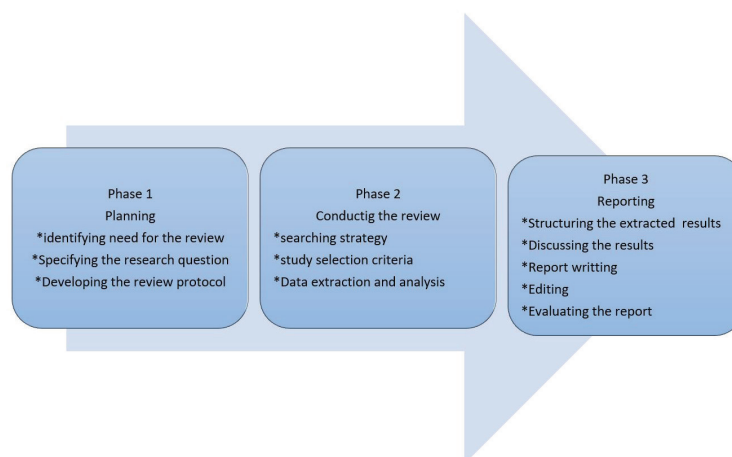 Phase 1
Planning
*identifying need for the review
*Specifying the research question
*Developing the review protocol
Phase 2
Conductig the review
*searching strategy
*study selection criteria
*Data extraction and analysis
Phase 3
Reporting
*Structuring the extracted results
*Discussing the results
*Report writting
*Editing
*Evaluating the report